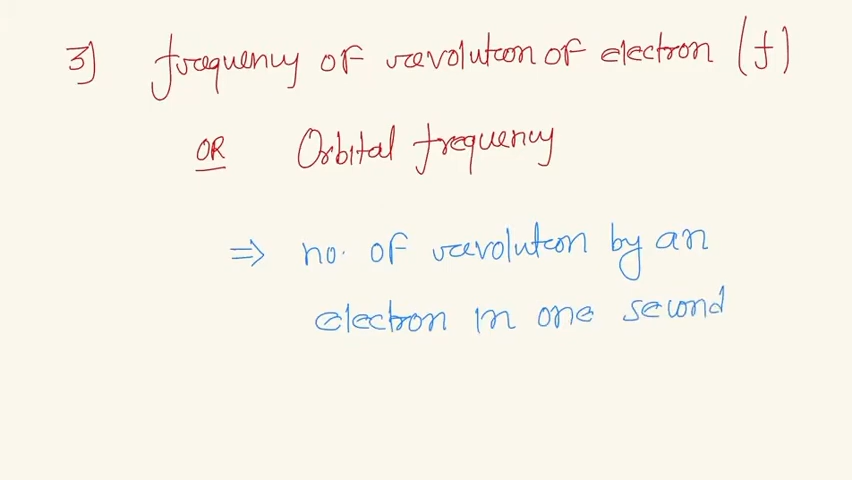 3) frequency of revolution of electron (f)
OR Orbital frequency
⇒ no. of revolution by an
electron in one second